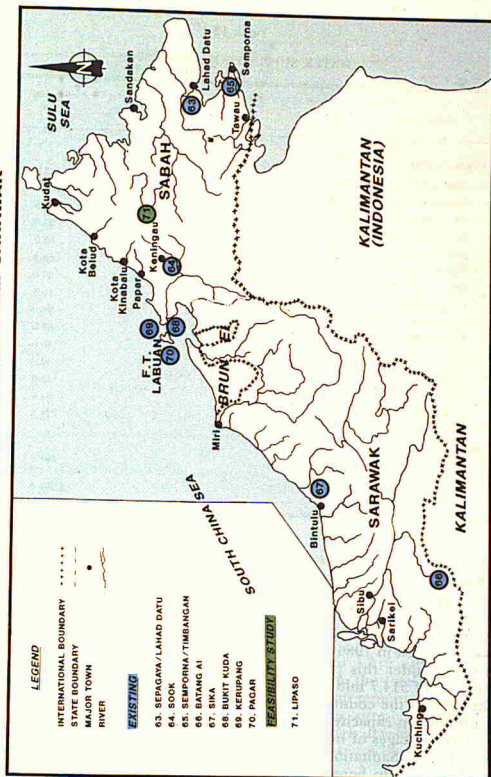 LEGEND
INTERNATIONAL BOUNDARY
STATE BOUNDARY
MAJOR TOWN
RIVER
EXISTING
63. SEPAGAYA/LAHAD DATU
64. SOOK
65. SEMPORNA/TIMBANGAN
66. BATANG AI
67. SIKA
68. BUKIT KUDA
69. KERUPANG
70. PAGAR
FEASIBILITY STUDY
71. LIPASO
SULU
SEA
SOUTH CHINA SEA
Kudat
Kota
Belud
Kota
Kinabalu
Papar
Sandakan
71
Keningau
64
SABAH
63
Lahad Datu
65
Semporna
Tawau
69
F.T.
LABUAN
70
68
BRUNEI
Miri
KALIMANTAN
(INDONESIA)
67
Bintulu
SARAWAK
Sibu
Sarikei
66
KALIMANTAN
Kuching